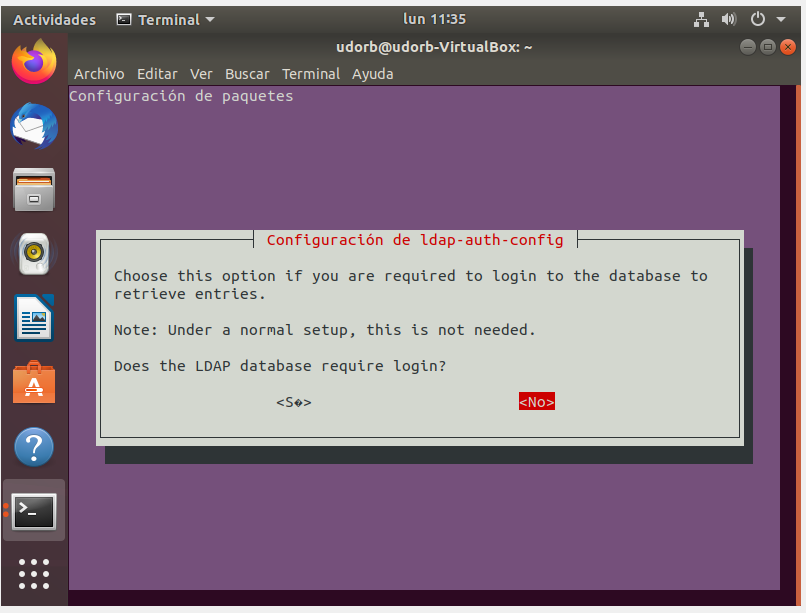 Actividades Terminal lun 11:35
udorb@udorb-VirtualBox: ~
Archivo Editar Ver Buscar Terminal Ayuda
Configuración de paquetes
Configuración de ldap-auth-config
Choose this option if you are required to login to the database to
retrieve entries.
Note: Under a normal setup, this is not needed.
Does the LDAP database require login?
<S�> <No>